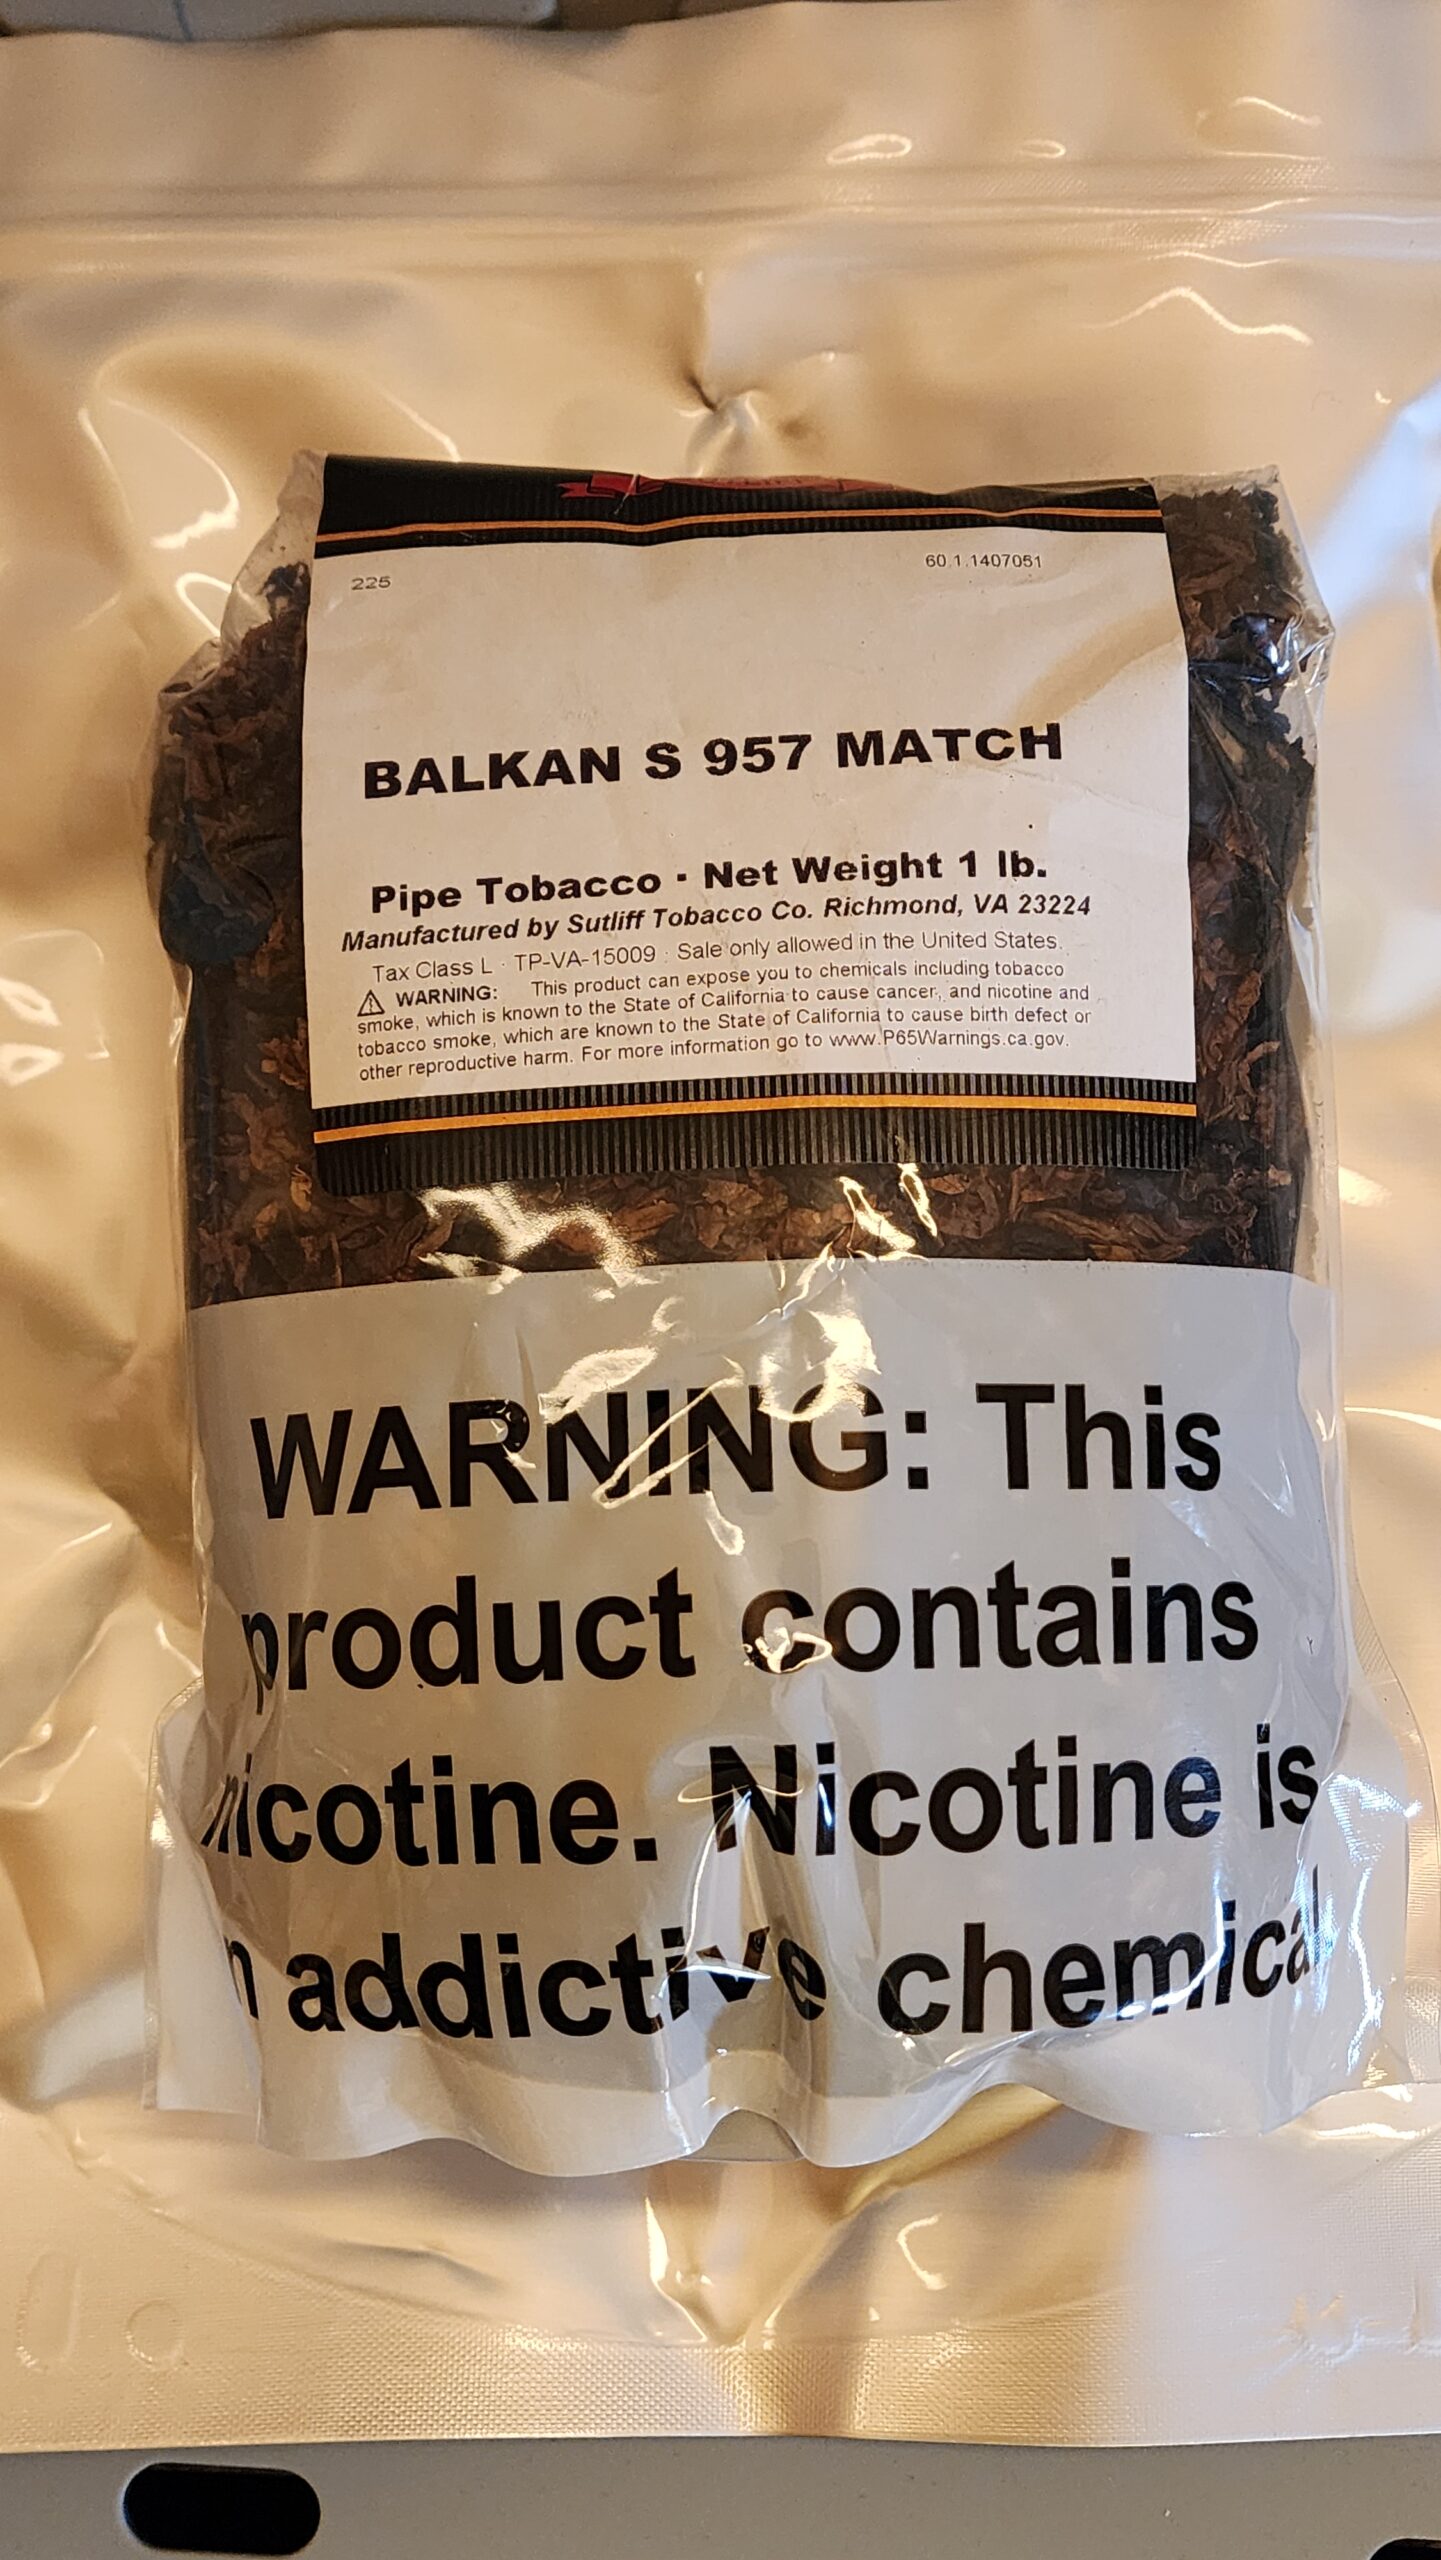 225
60.1.1407051
BALKAN S 957 MATCH
Pipe Tobacco · Net Weight 1 lb.
Manufactured by Sutliff Tobacco Co. Richmond, VA 23224
Tax Class L · TP-VA-15009 · Sale only allowed in the United States.
⚠ WARNING: This product can expose you to chemicals including tobacco
smoke, which is known to the State of California to cause cancer, and nicotine and
tobacco smoke, which are known to the State of California to cause birth defect or
other reproductive harm. For more information go to www.P65Warnings.ca.gov.
WARNING: This
product contains
nicotine. Nicotine is
n addictive chemical